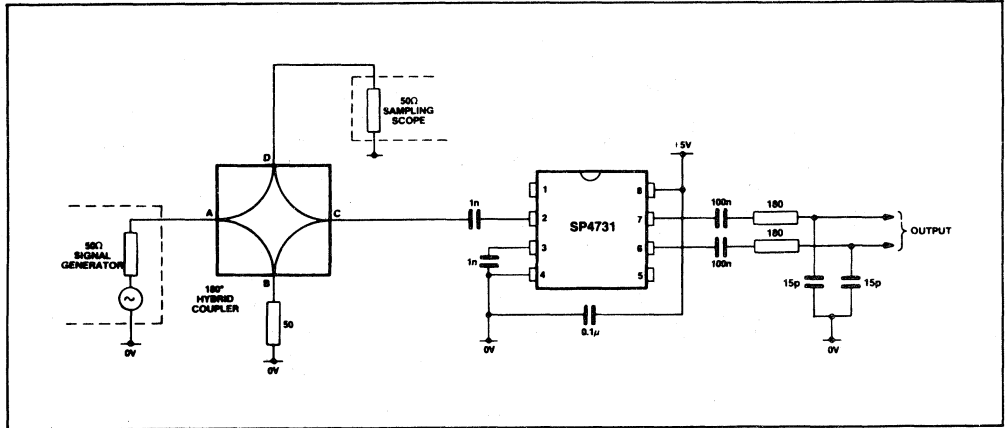 50Ω
SAMPLING
SCOPE
D
A
C
B
50Ω
SIGNAL
GENERATOR
180°
HYBRID
COUPLER
50
0V
0V
1n
1n
1
2
3
4
SP4731
8
7
6
5
+5V
0V
0.1μ
100n
180
180
100n
OUTPUT
15p
15p
0V